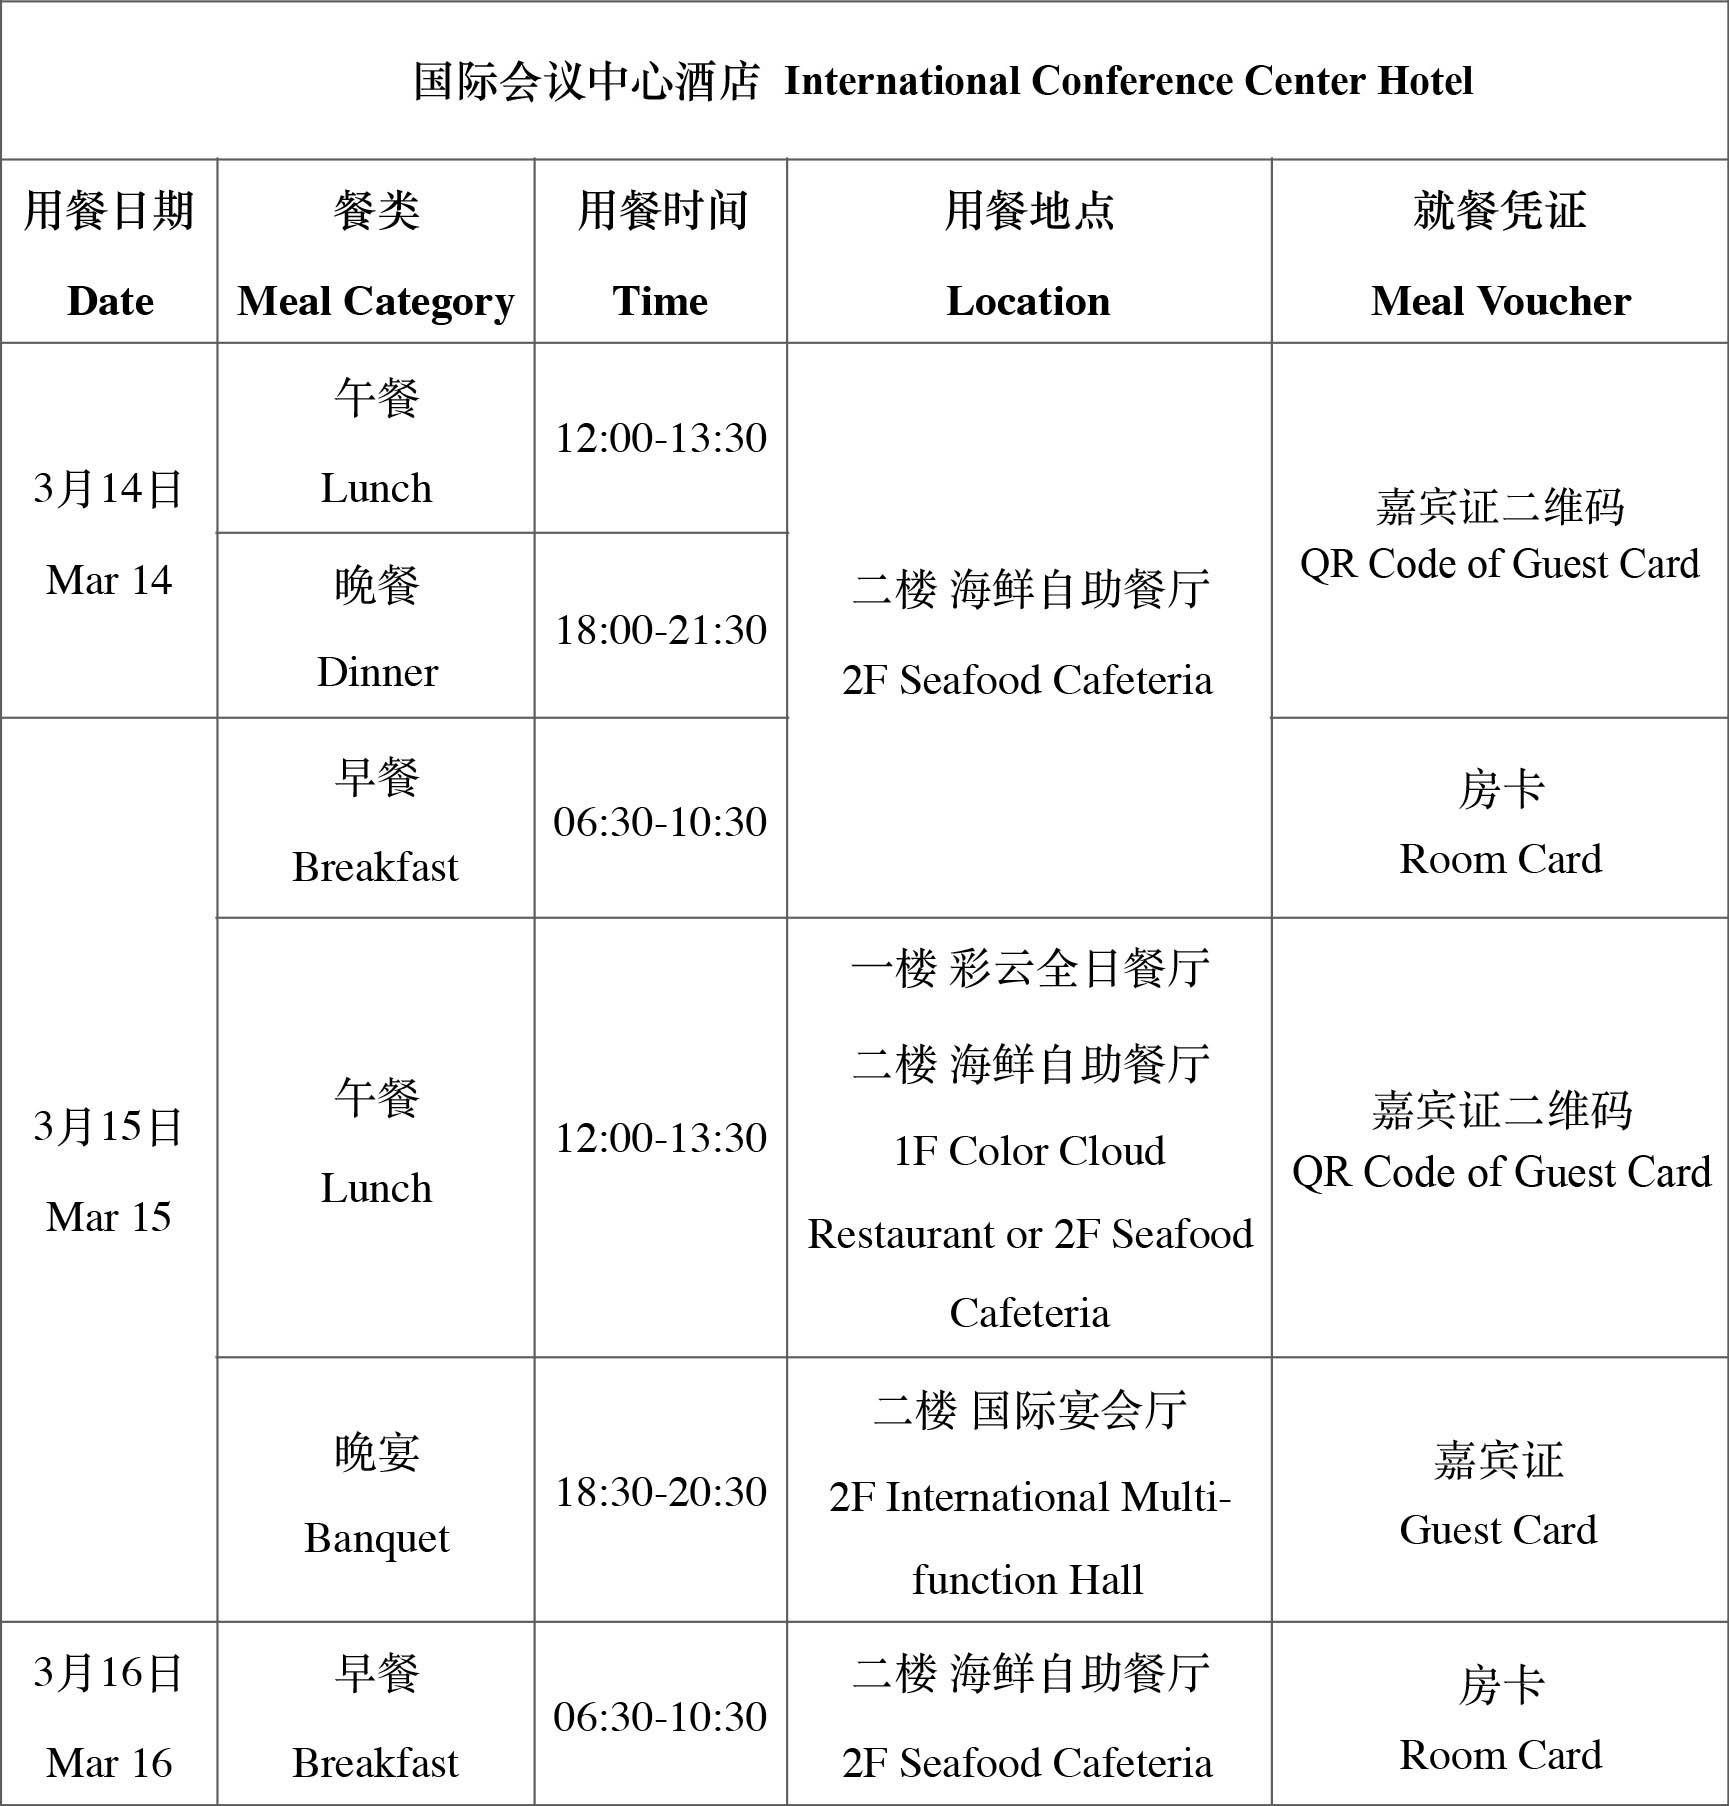 国际会议中心酒店 International Conference Center Hotel
用餐日期
Date
餐类
Meal Category
用餐时间
Time
用餐地点
Location
就餐凭证
Meal Voucher
3月14日
Mar 14
午餐
Lunch
12:00-13:30
二楼 海鲜自助餐厅
2F Seafood Cafeteria
嘉宾证二维码
QR Code of Guest Card
晚餐
Dinner
18:00-21:30
3月15日
Mar 15
早餐
Breakfast
06:30-10:30
房卡
Room Card
午餐
Lunch
12:00-13:30
一楼 彩云全日餐厅
二楼 海鲜自助餐厅
1F Color Cloud
Restaurant or 2F Seafood
Cafeteria
嘉宾证二维码
QR Code of Guest Card
晚宴
Banquet
18:30-20:30
二楼 国际宴会厅
2F International Multi-
function Hall
嘉宾证
Guest Card
3月16日
Mar 16
早餐
Breakfast
06:30-10:30
二楼 海鲜自助餐厅
2F Seafood Cafeteria
房卡
Room Card